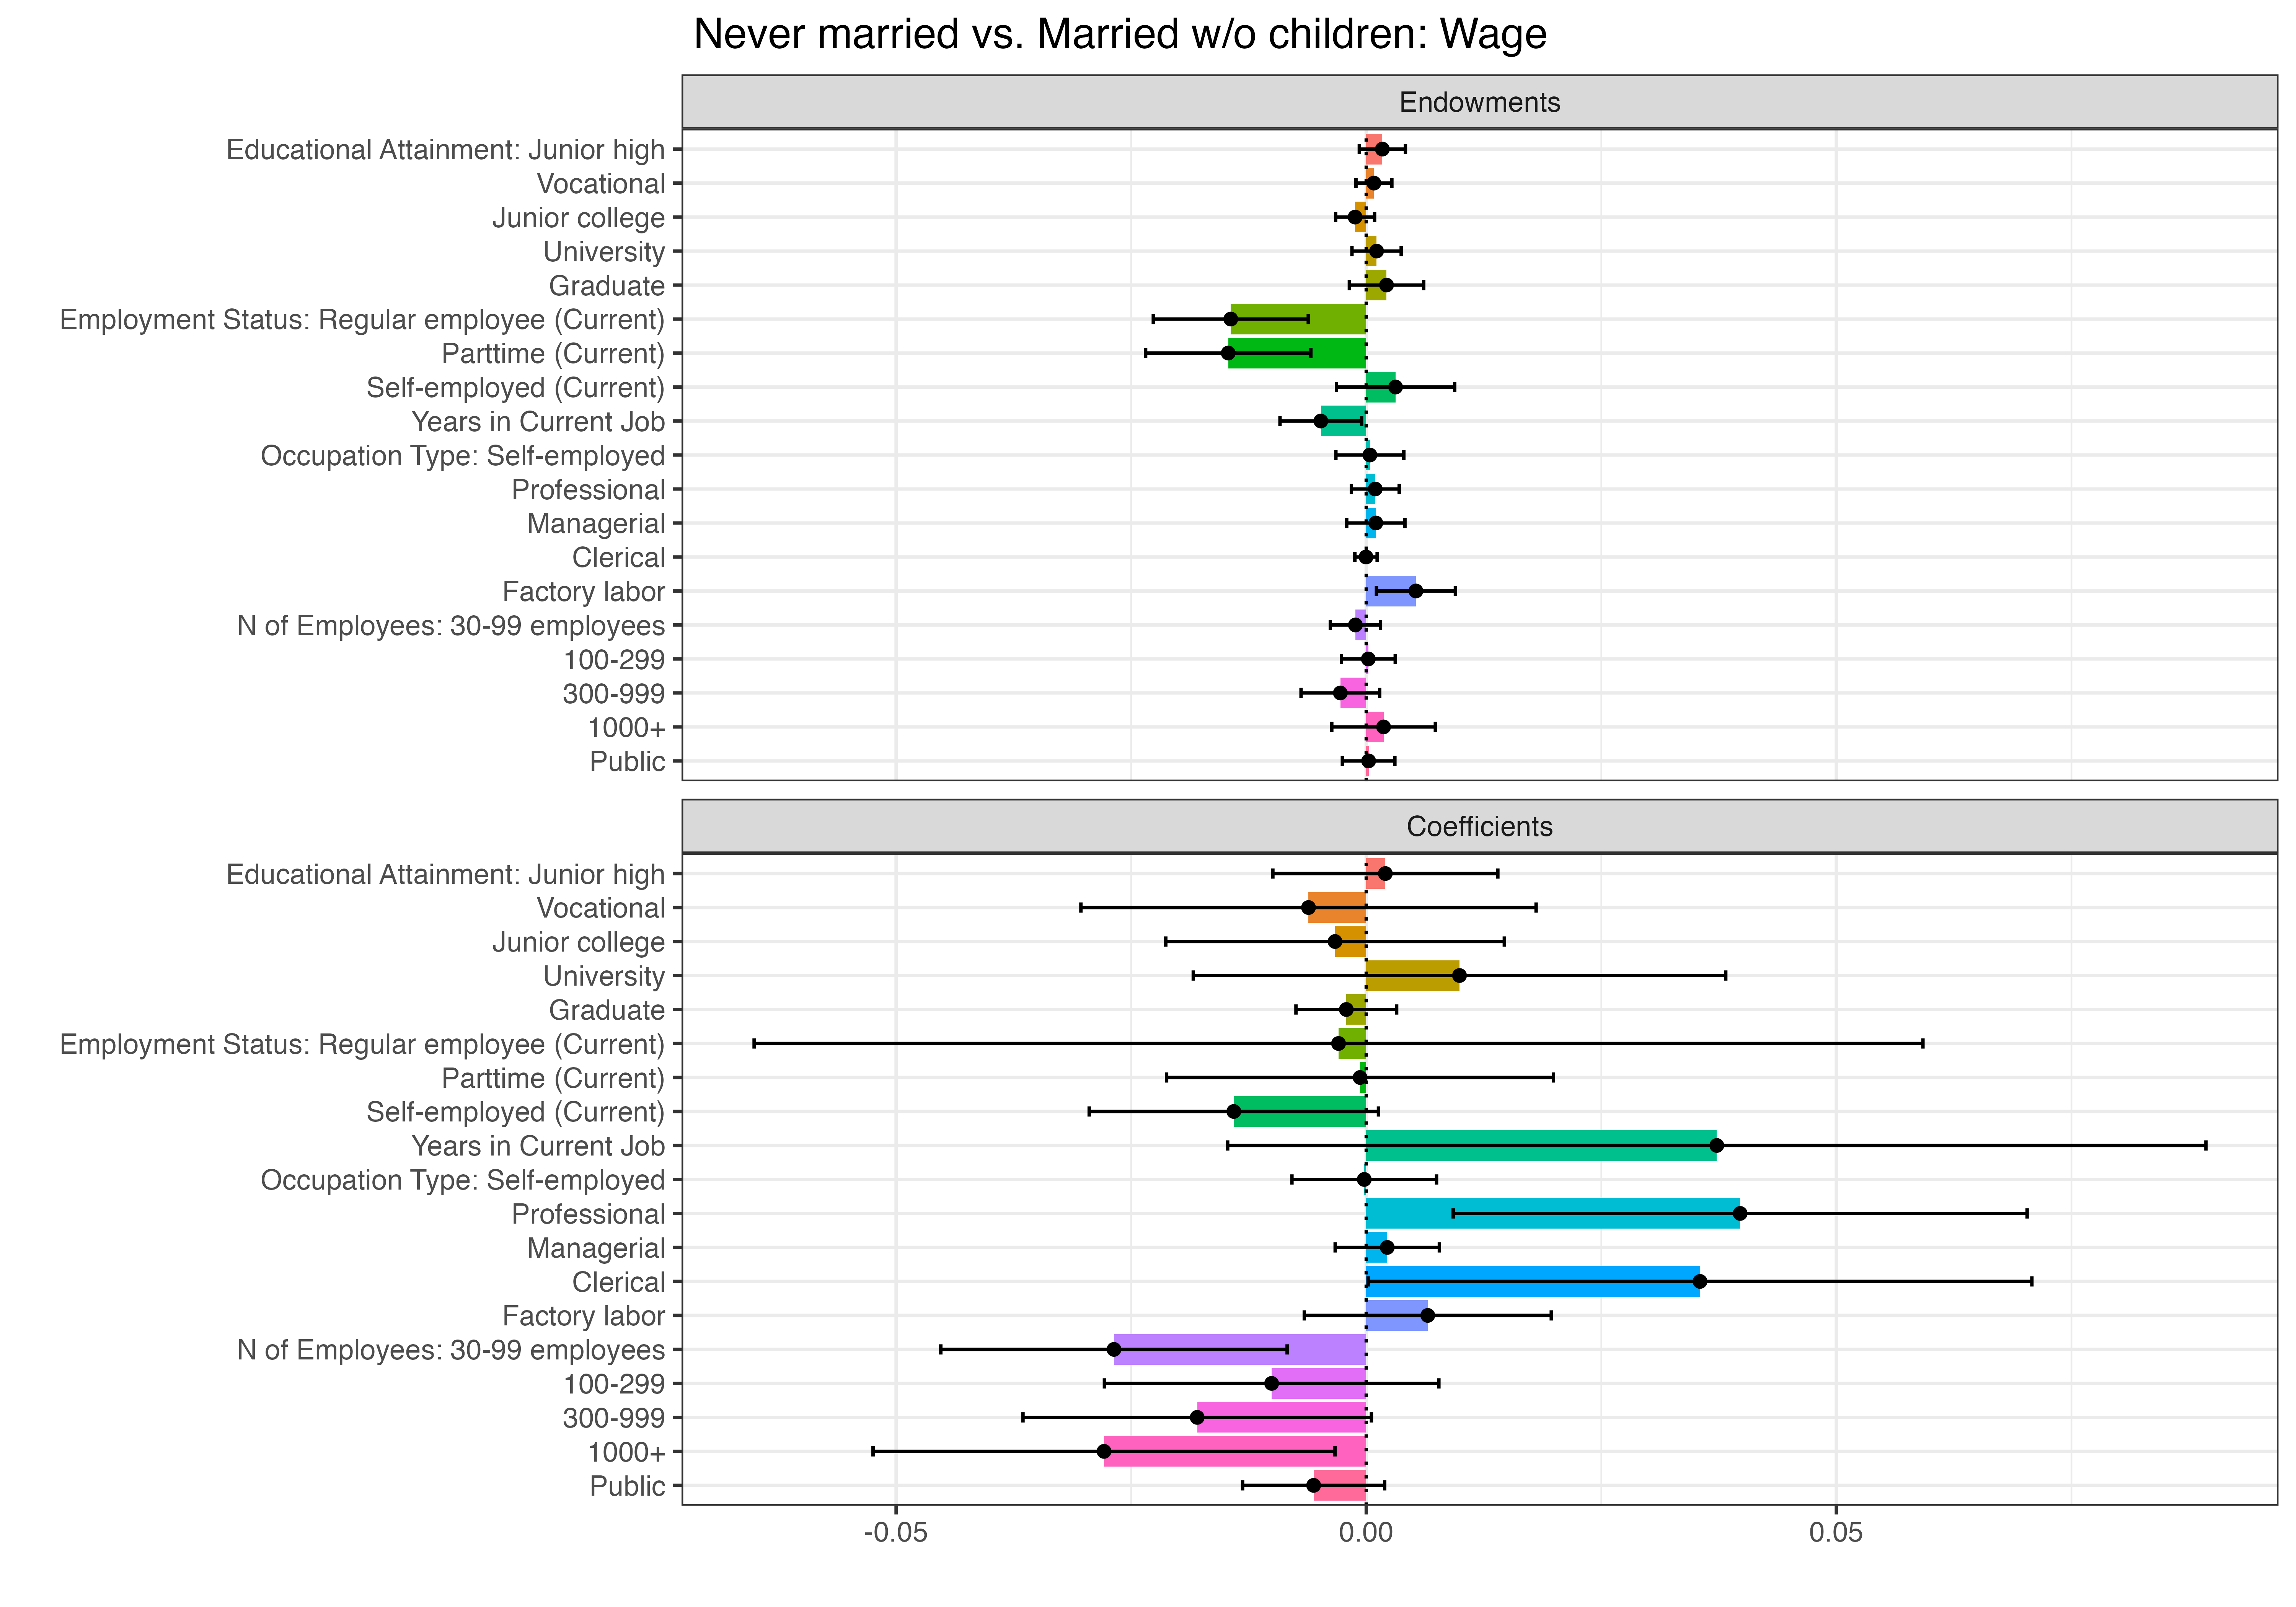 Never married vs. Married w/o children: Wage
Endowments
Educational Attainment: Junior high
Vocational
Junior college
University
Graduate
Employment Status: Regular employee (Current)
Parttime (Current)
Self-employed (Current)
Years in Current Job
Occupation Type: Self-employed
Professional
Managerial
Clerical
Factory labor
N of Employees: 30-99 employees
100-299
300-999
1000+
Public
Coefficients
Educational Attainment: Junior high
Vocational
Junior college
University
Graduate
Employment Status: Regular employee (Current)
Parttime (Current)
Self-employed (Current)
Years in Current Job
Occupation Type: Self-employed
Professional
Managerial
Clerical
Factory labor
N of Employees: 30-99 employees
100-299
300-999
1000+
Public
-0.05 0.00 0.05